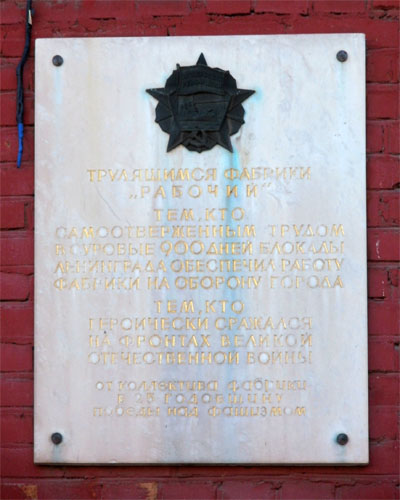 ТРУДЯЩИМСЯ ФАБРИКИ
„РАБОЧИЙ"
ТЕМ, КТО
САМООТВЕРЖЕННЫМ ТРУДОМ
В СУРОВЫЕ 900 ДНЕЙ БЛОКАДЫ
ЛЕНИНГРАДА ОБЕСПЕЧИЛ РАБОТУ
ФАБРИКИ НА ОБОРОНУ ГОРОДА
ТЕМ, КТО
ГЕРОИЧЕСКИ СРАЖАЛСЯ
НА ФРОНТАХ ВЕЛИКОЙ
ОТЕЧЕСТВЕННОЙ ВОЙНЫ
ОТ КОЛЛЕКТИВА ФАБРИКИ
В 25 ГОДОВЩИНУ
ПОБЕДЫ НАД ФАШИЗМОМ